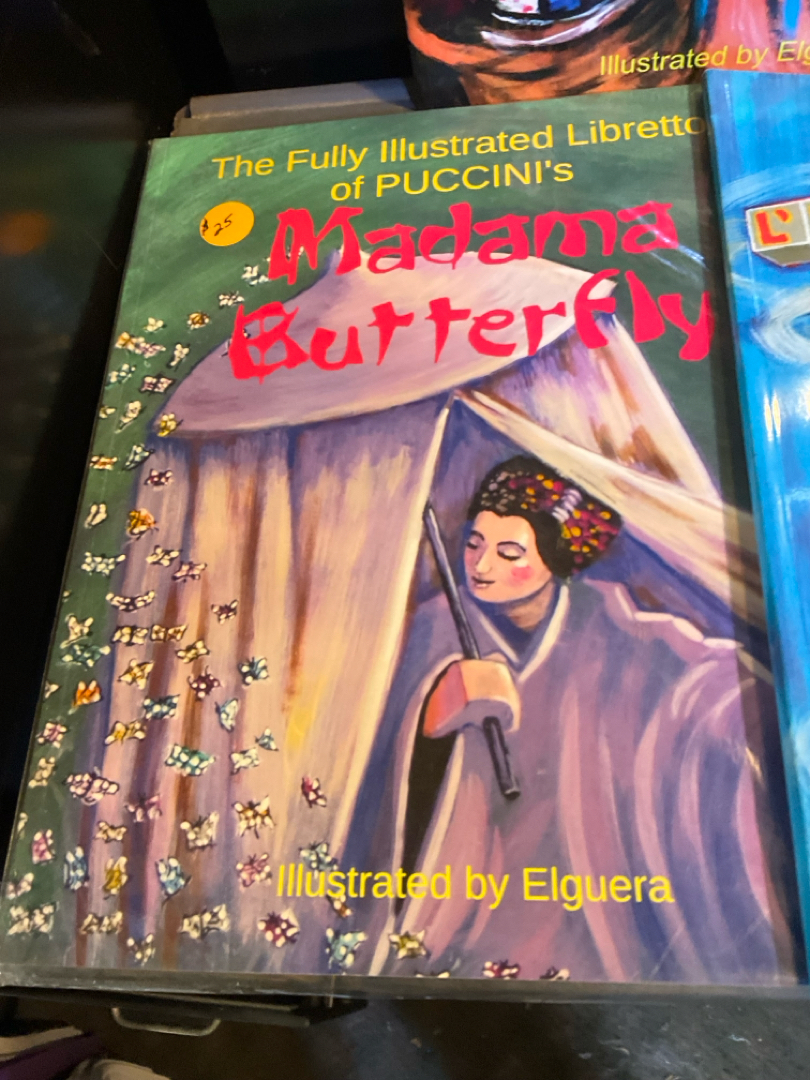 Illustrated by Elg
The Fully Illustrated Libretto
of PUCCINI's
$25
Madama
Butterfly
L'
Illustrated by Elguera